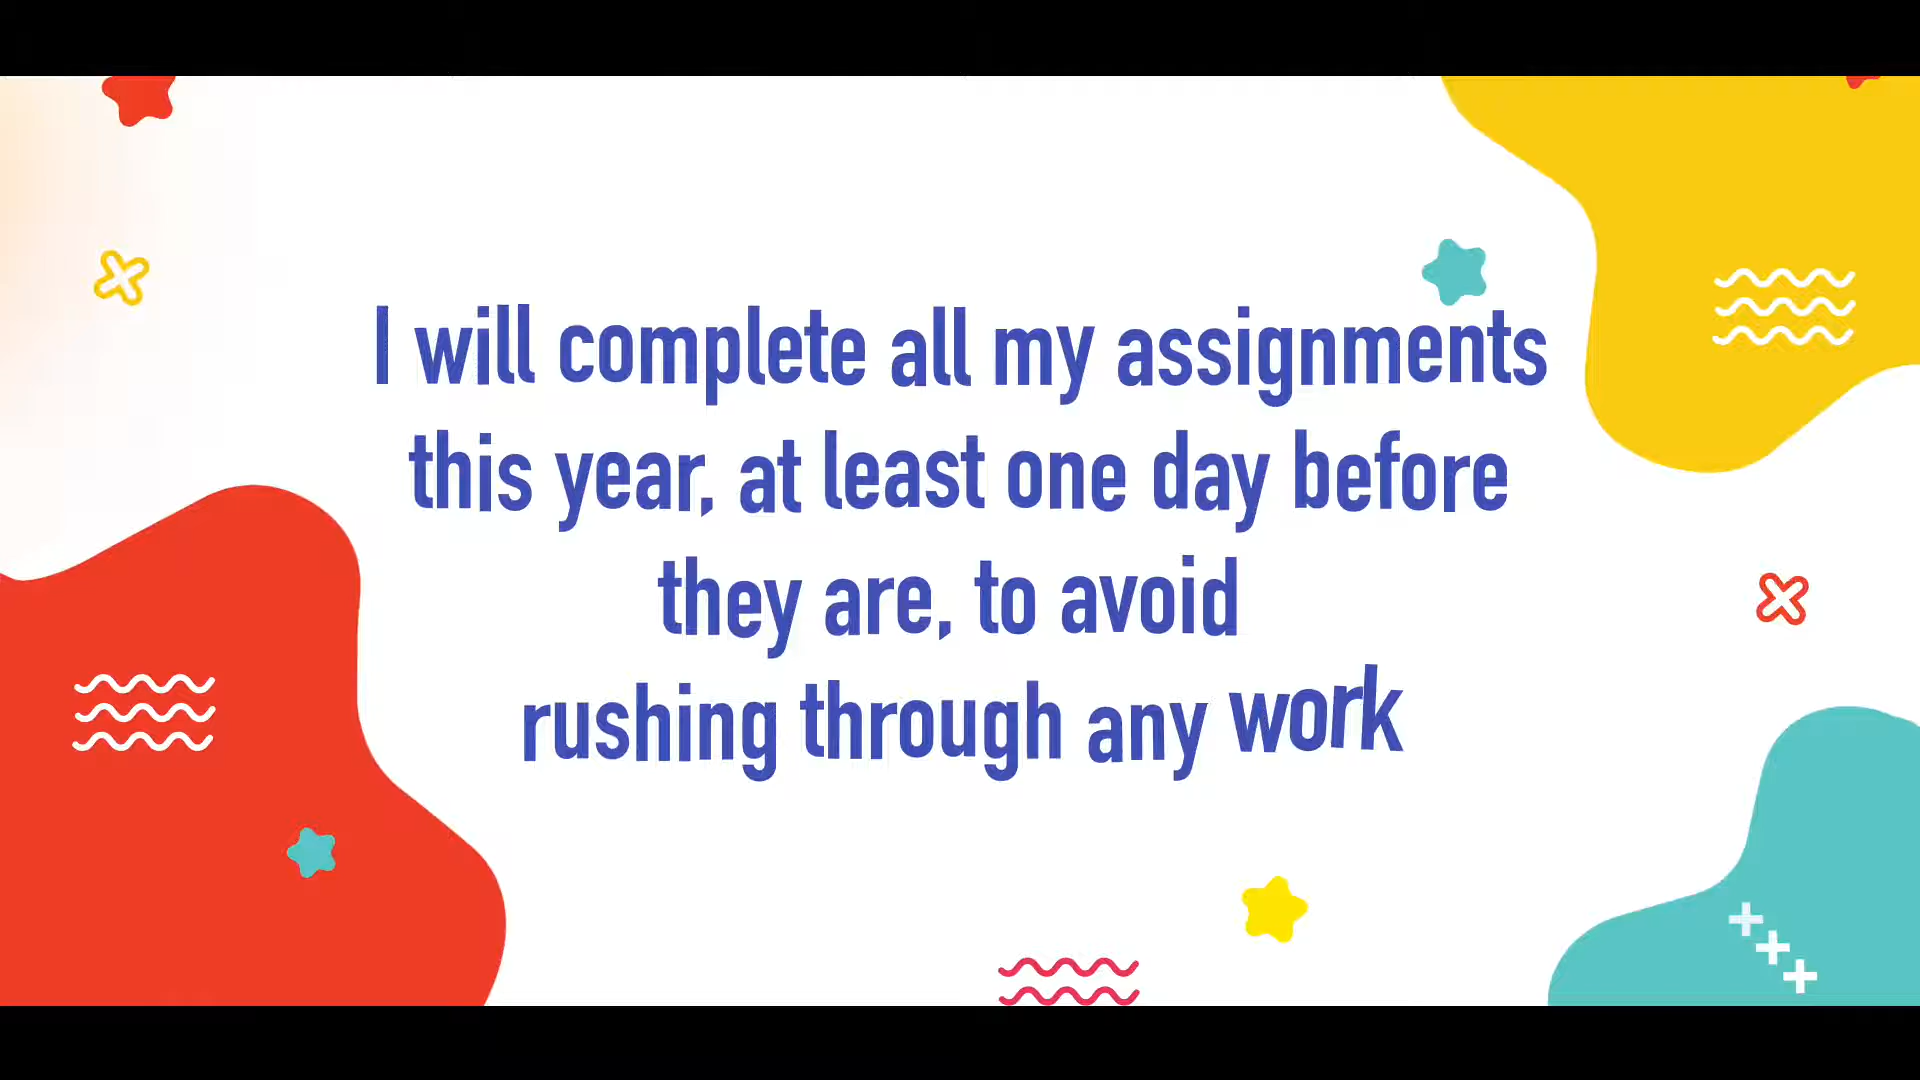 I will complete all my assignments
this year, at least one day before
they are, to avoid
rushing through any work